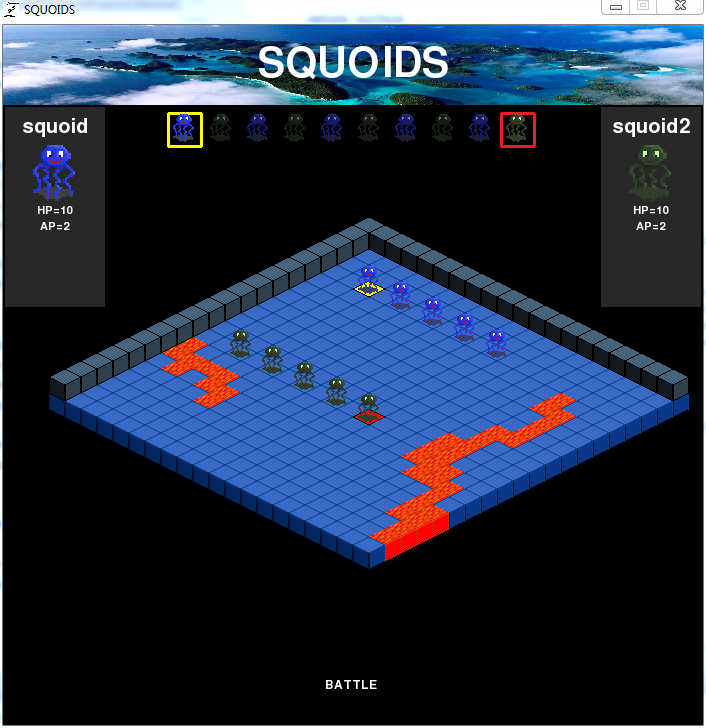 SQUOIDS
SQUOIDS
squoid
HP=10
AP=2
squoid2
HP=10
AP=2
BATTLE